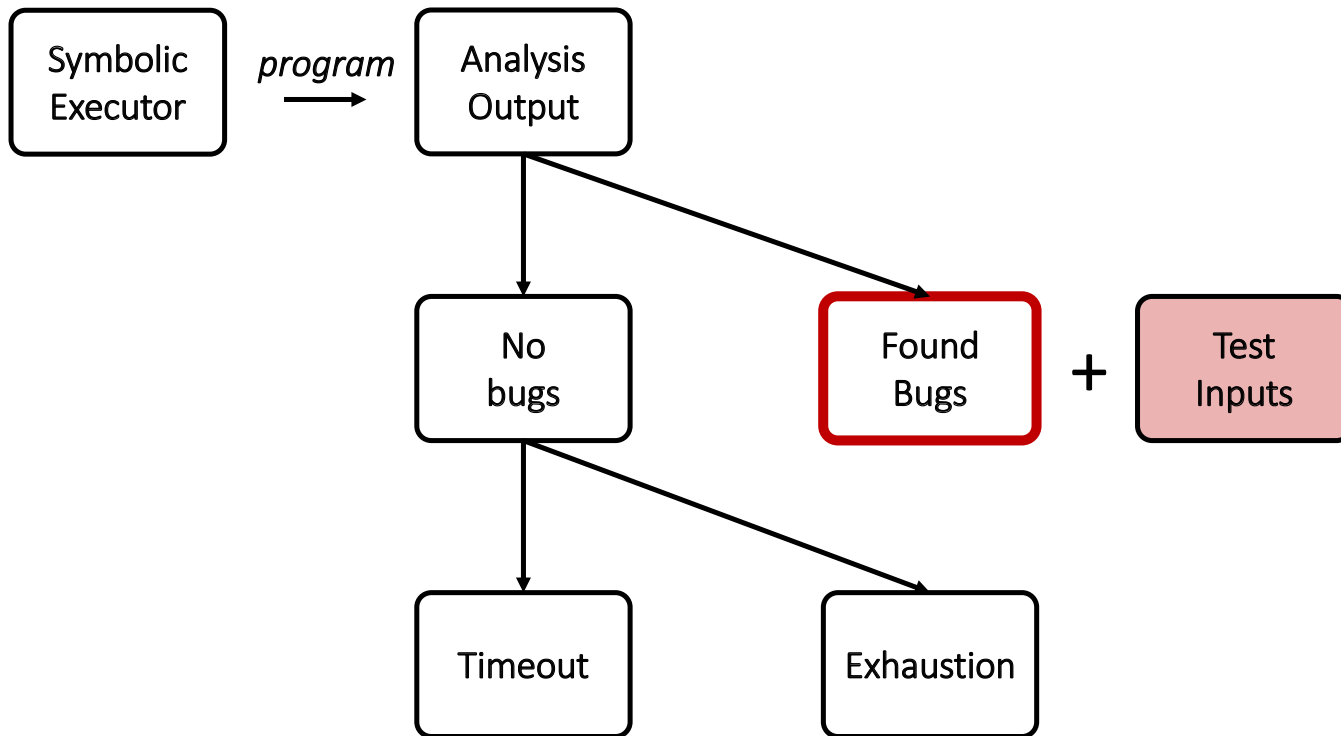 Symbolic
Executor
program
Analysis
Output
No
bugs
Found
Bugs
+
Test
Inputs
Timeout
Exhaustion